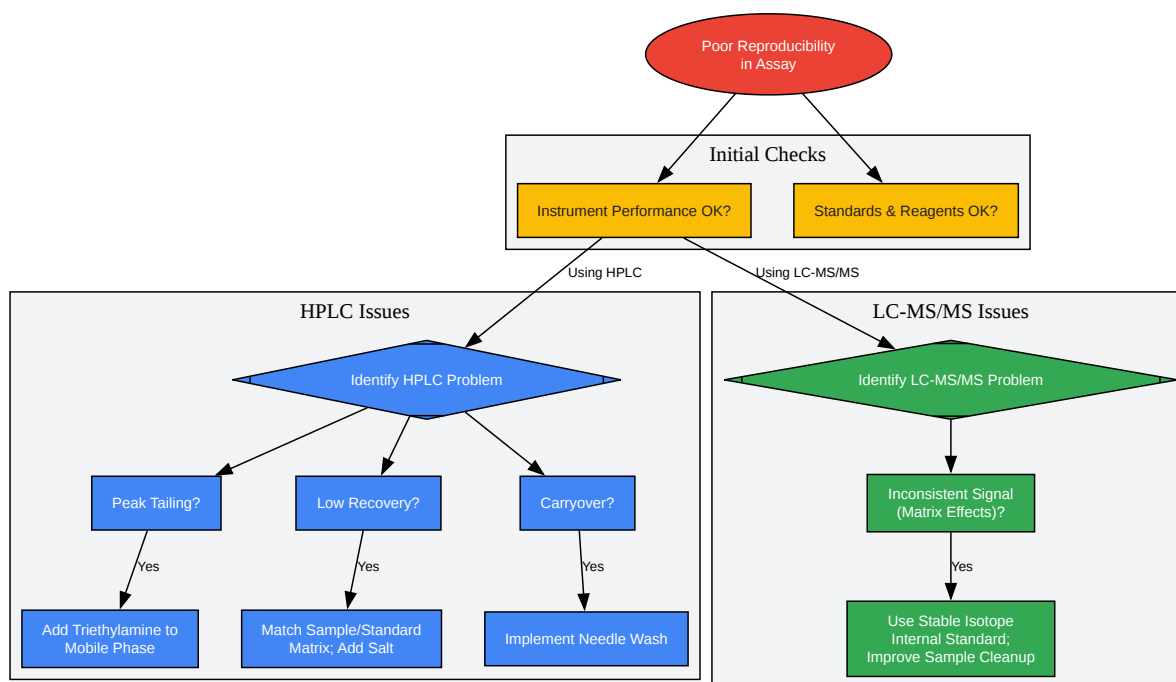 Poor Reproducibility
in Assay
Initial Checks
Instrument Performance OK?
Standards & Reagents OK?
Using HPLC
Using LC-MS/MS
HPLC Issues
LC-MS/MS Issues
Identify HPLC Problem
Identify LC-MS/MS Problem
Peak Tailing?
Low Recovery?
Carryover?
Inconsistent Signal
(Matrix Effects)?
Yes
Yes
Yes
Yes
Add Triethylamine to
Mobile Phase
Match Sample/Standard
Matrix; Add Salt
Implement Needle Wash
Use Stable Isotope
Internal Standard;
Improve Sample Cleanup